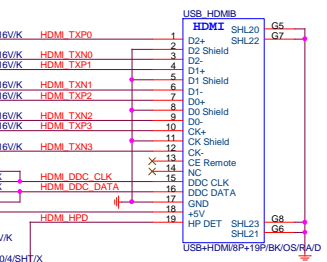 USB_HDMIB
HDMI
16V/K HDMI_TXP0 1 D2+ SHL20 G5
2 D2 Shield SHL22 G7
16V/K HDMI_TXN0 3 D2-
16V/K HDMI_TXP1 4 D1+
5 D1 Shield
16V/K HDMI_TXN1 6 D1-
16V/K HDMI_TXP2 7 D0+
8 D0 Shield
16V/K HDMI_TXN2 9 D0-
16V/K HDMI_TXP3 10 CK+
11 CK Shield
16V/K HDMI_TXN3 12 CK-
13 CE Remote
14 NC
HDMI_DDC_CLK 15 DDC CLK
HDMI_DDC_DATA 16 DDC DATA
17 GND
18 +5V
HDMI_HPD 19 HP DET SHL23 G8
SHL21 G6
V/K
USB+HDMI/8P+19P/BK/OS/RA/D
0/4/SHT/X